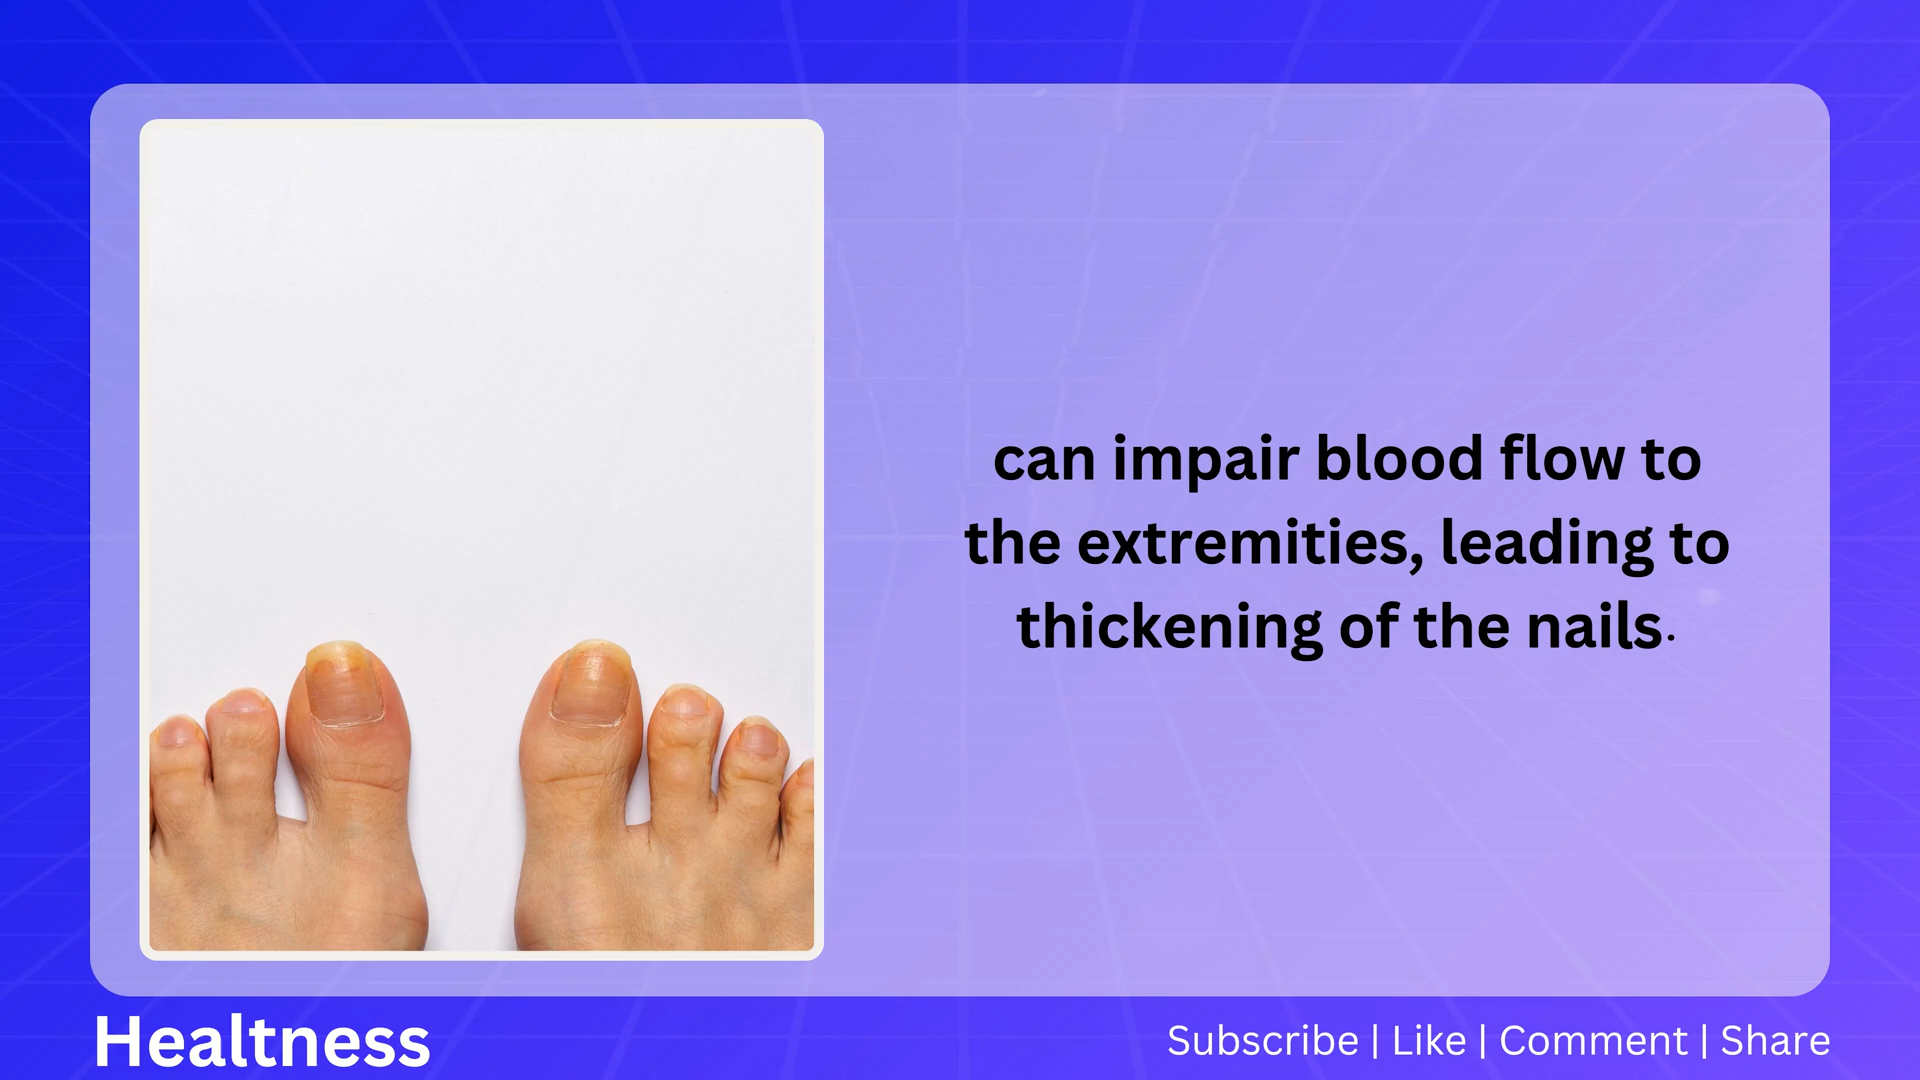 can impair blood flow to
the extremities, leading to
thickening of the nails.
Healtness
Subscribe | Like | Comment | Share